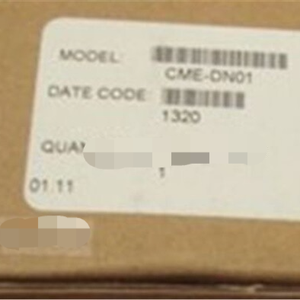 MODEL:
CME-DN01
DATE CODE:
1320
1
01.11